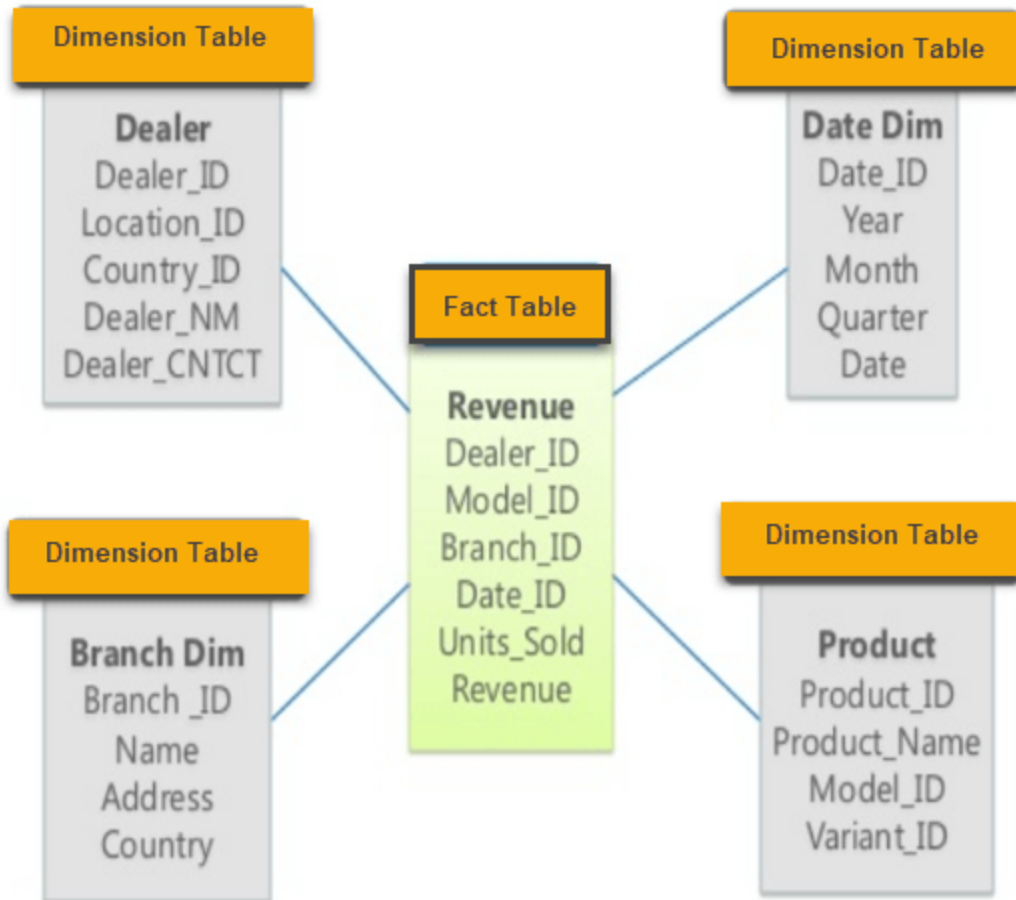 Dimension Table
Dealer
Dealer_ID
Location_ID
Country_ID
Dealer_NM
Dealer_CNTCT
Dimension Table
Date Dim
Date_ID
Year
Month
Quarter
Date
Fact Table
Revenue
Dealer_ID
Model_ID
Branch_ID
Date_ID
Units_Sold
Revenue
Dimension Table
Branch Dim
Branch _ID
Name
Address
Country
Dimension Table
Product
Product_ID
Product_Name
Model_ID
Variant_ID